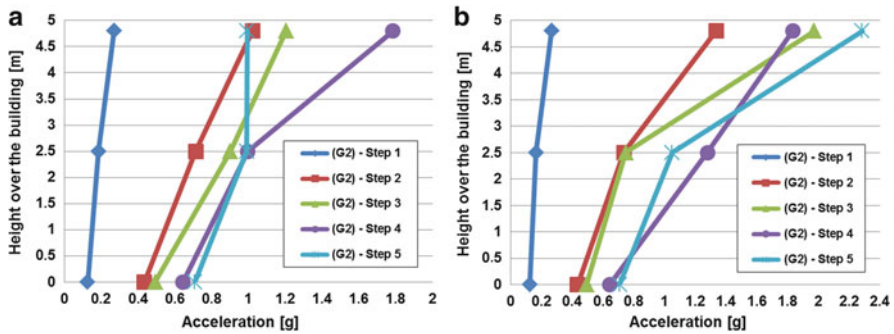 a
Height over the building [m]
5
4.5
4
3.5
3
2.5
2
1.5
1
0.5
0
0 0.2 0.4 0.6 0.8 1 1.2 1.4 1.6 1.8 2
Acceleration [g]
(G2) - Step 1
(G2) - Step 2
(G2) - Step 3
(G2) - Step 4
(G2) - Step 5
b
Height over the building [m]
5
4.5
4
3.5
3
2.5
2
1.5
1
0.5
0
0 0.2 0.4 0.6 0.8 1 1.2 1.4 1.6 1.8 2 2.2 2.4
Acceleration [g]
(G2) - Step 1
(G2) - Step 2
(G2) - Step 3
(G2) - Step 4
(G2) - Step 5